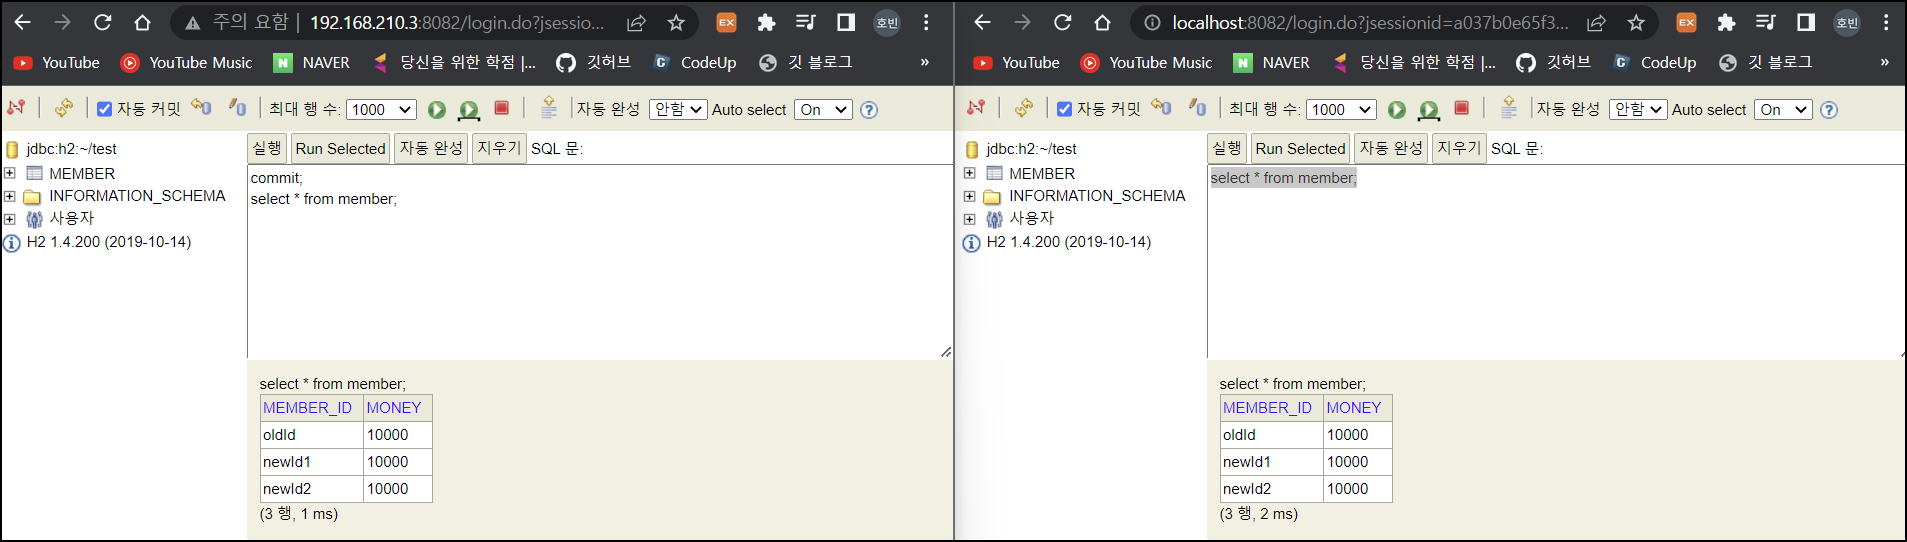 주의 요함 192.168.210.3:8082/login.do?jsessio... EX 호빈
YouTube YouTube Music N NAVER 당신을 위한 학점 |... 깃허브 C CodeUp 깃 블로그 »
자동 커밋 최대 행 수: 1000 자동 완성 안함 Auto select On ?
jdbc:h2:~/test
MEMBER
INFORMATION_SCHEMA
사용자
H2 1.4.200 (2019-10-14)
실행 Run Selected 자동 완성 지우기 SQL 문:
commit;
select * from member;
select * from member;
MEMBER_ID MONEY
oldId 10000
newId1 10000
newId2 10000
(3 행, 1 ms)
localhost:8082/login.do?jsessionid=a037b0e65f3... EX 호빈
YouTube YouTube Music N NAVER 당신을 위한 학점 |... 깃허브 C CodeUp 깃 블로그 »
자동 커밋 최대 행 수: 1000 자동 완성 안함 Auto select On ?
jdbc:h2:~/test
MEMBER
INFORMATION_SCHEMA
사용자
H2 1.4.200 (2019-10-14)
실행 Run Selected 자동 완성 지우기 SQL 문:
select * from member;
select * from member;
MEMBER_ID MONEY
oldId 10000
newId1 10000
newId2 10000
(3 행, 2 ms)